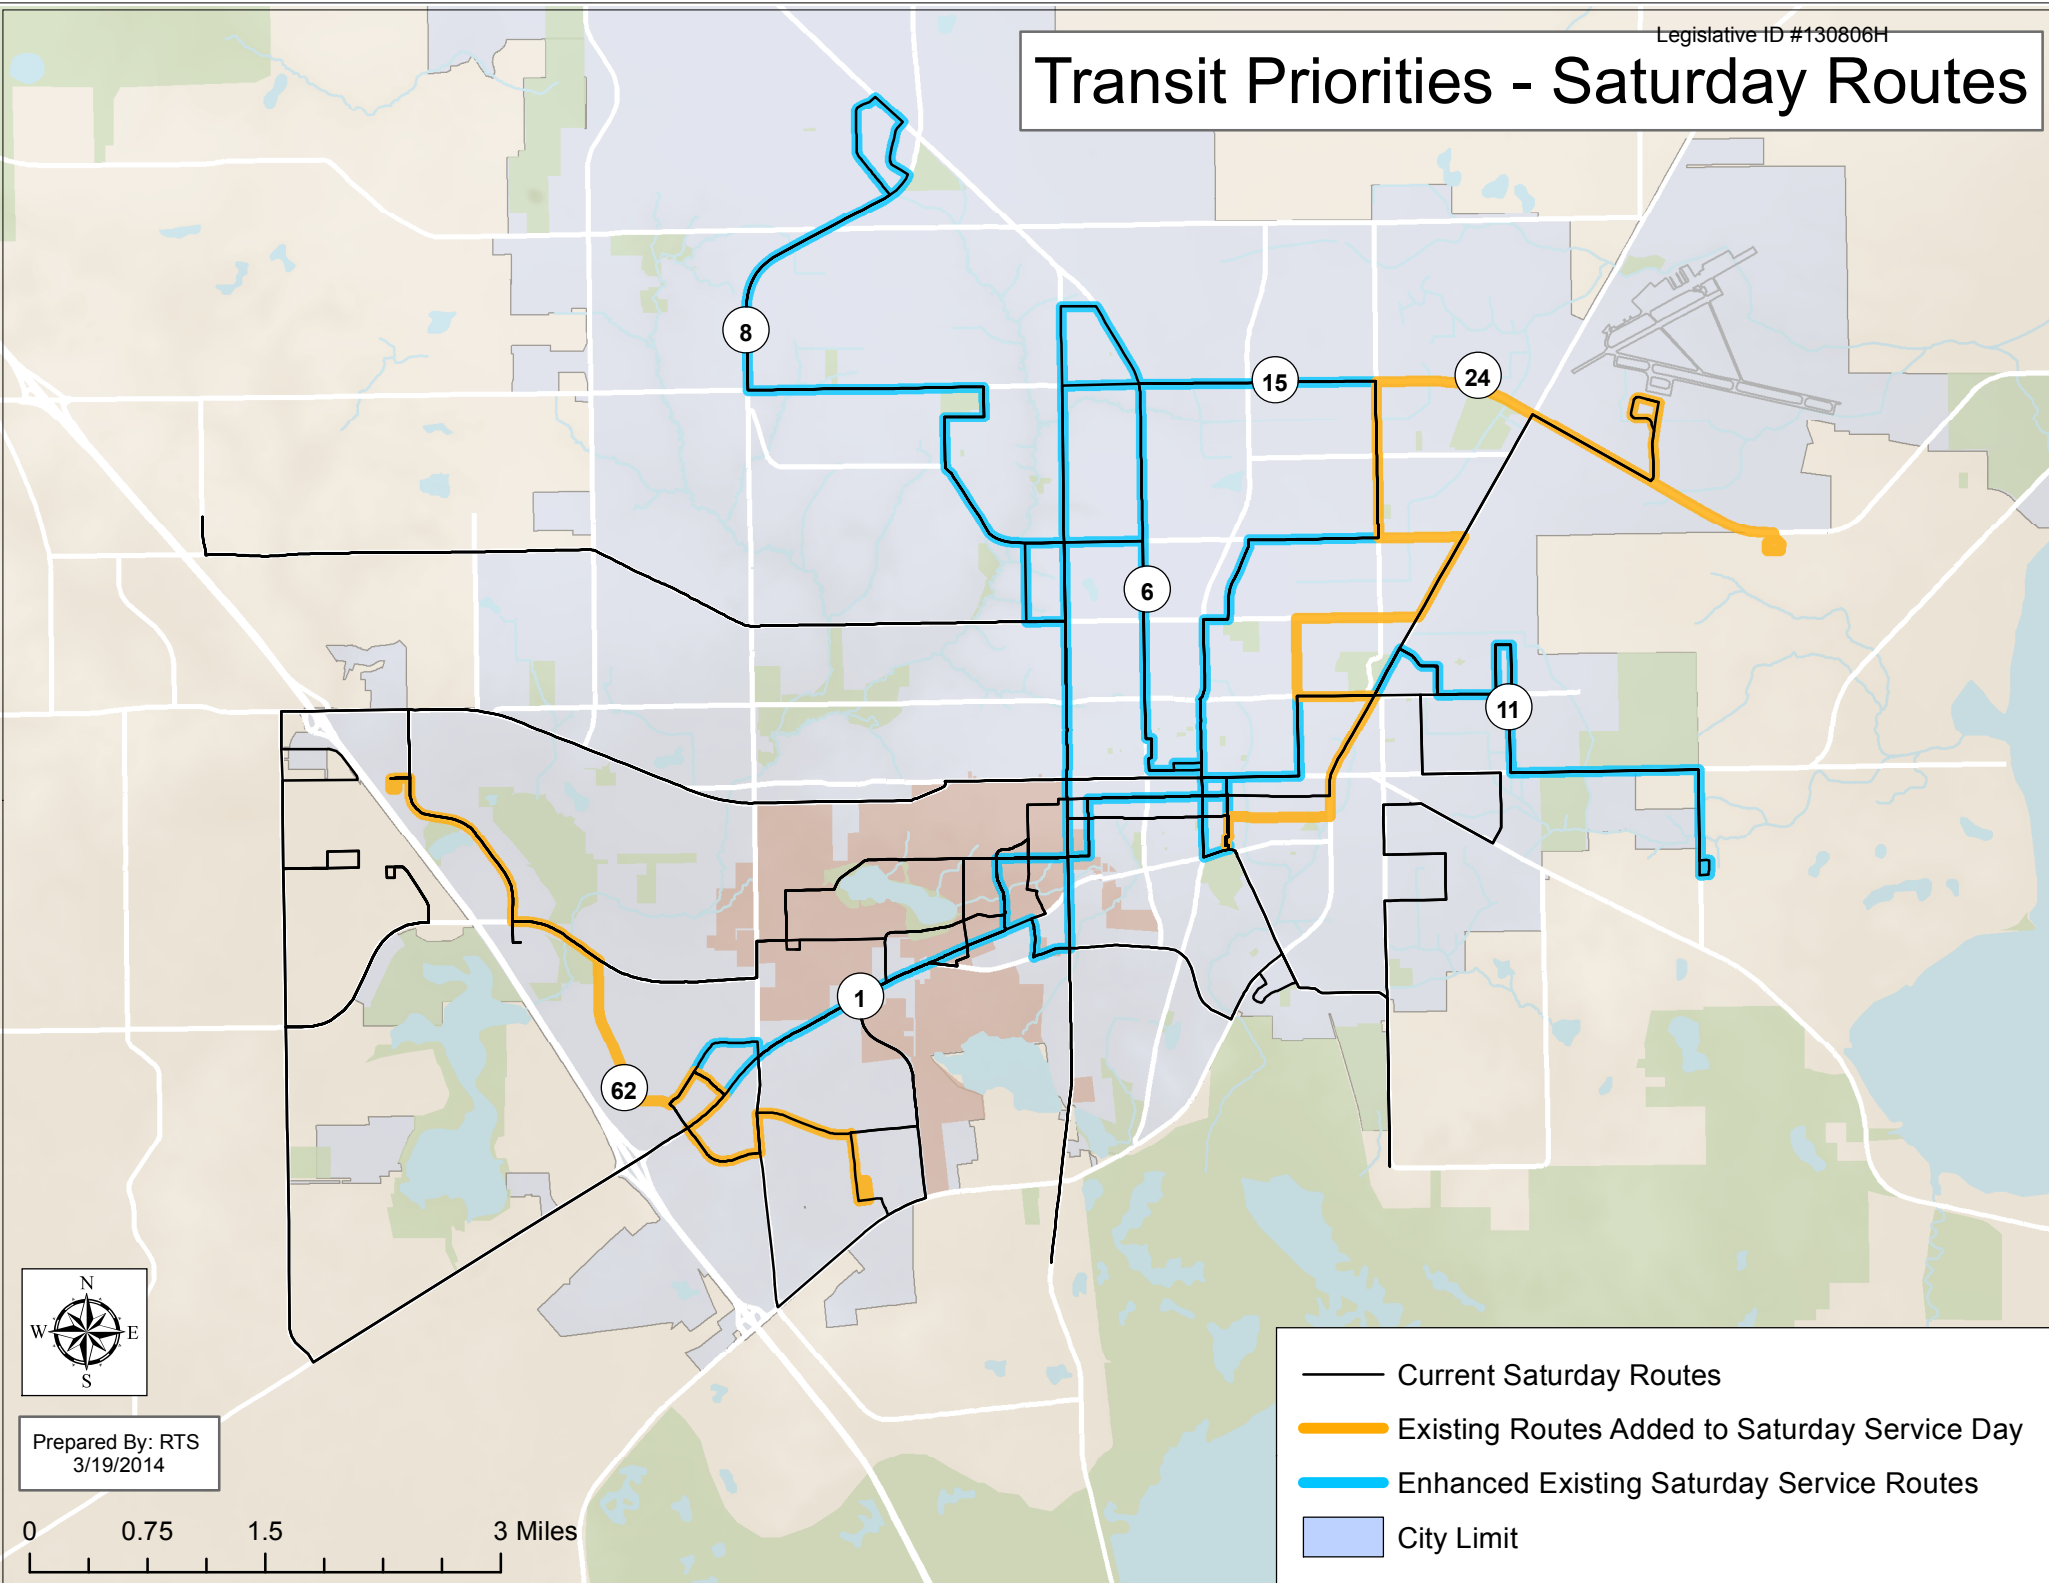 Legislative ID #130806H
Transit Priorities - Saturday Routes
8
15
24
6
11
1
62
N
W E
S
Prepared By: RTS
3/19/2014
0 0.75 1.5 3 Miles
Current Saturday Routes
Existing Routes Added to Saturday Service Day
Enhanced Existing Saturday Service Routes
City Limit